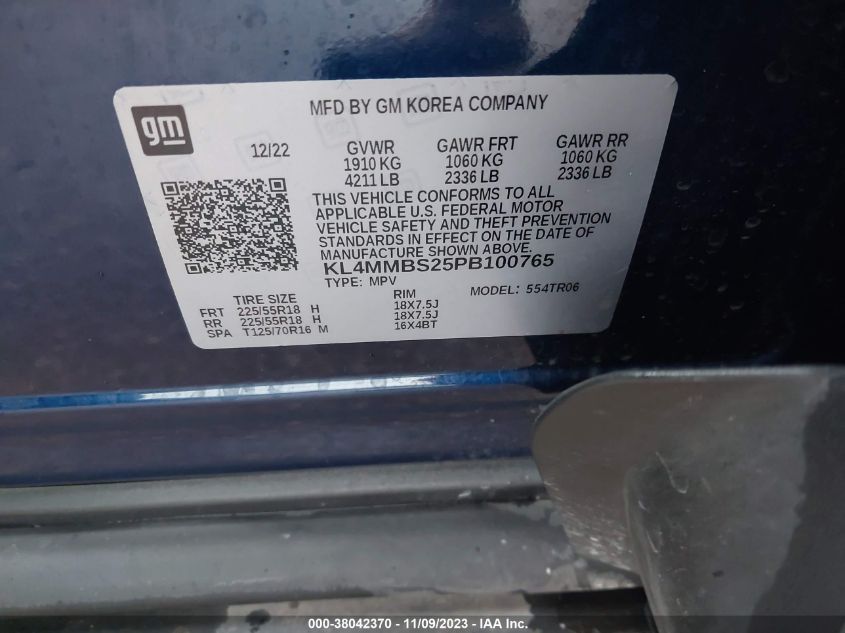 gm
MFD BY GM KOREA COMPANY
12/22 GVWR GAWR FRT GAWR RR
1910 KG 1060 KG 1060 KG
4211 LB 2336 LB 2336 LB
THIS VEHICLE CONFORMS TO ALL
APPLICABLE U.S. FEDERAL MOTOR
VEHICLE SAFETY AND THEFT PREVENTION
STANDARDS IN EFFECT ON THE DATE OF
MANUFACTURE SHOWN ABOVE.
KL4MMBS25PB100765
TYPE: MPV MODEL: 554TR06
TIRE SIZE RIM
FRT 225/55R18 H 18X7.5J
RR 225/55R18 H 18X7.5J
SPA T125/70R16 M 16X4BT
000-38042370 - 11/09/2023 - IAA Inc.